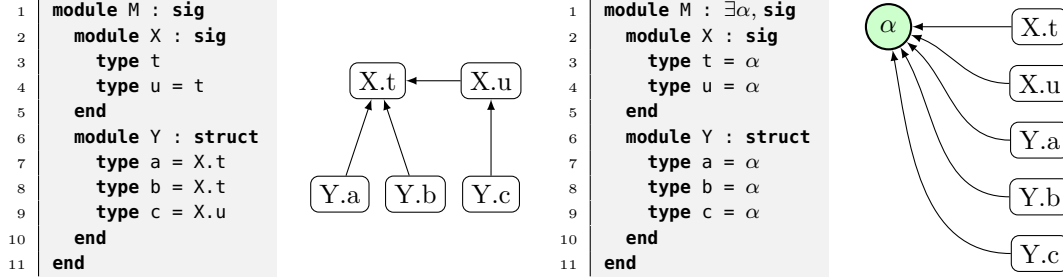 1 module M : sig
2 module X : sig
3 type t
4 type u = t
5 end
6 module Y : struct
7 type a = X.t
8 type b = X.t
9 type c = X.u
10 end
11 end
X.t X.u
Y.a Y.b Y.c
1 module M : ∃α, sig
2 module X : sig
3 type t = α
4 type u = α
5 end
6 module Y : struct
7 type a = α
8 type b = α
9 type c = α
10 end
11 end
α
X.t
X.u
Y.a
Y.b
Y.c